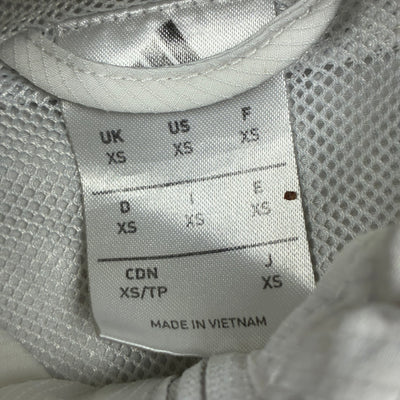 UK US F
XS XS XS
D I E
XS XS XS
CDN J
XS/TP XS
MADE IN VIETNAM